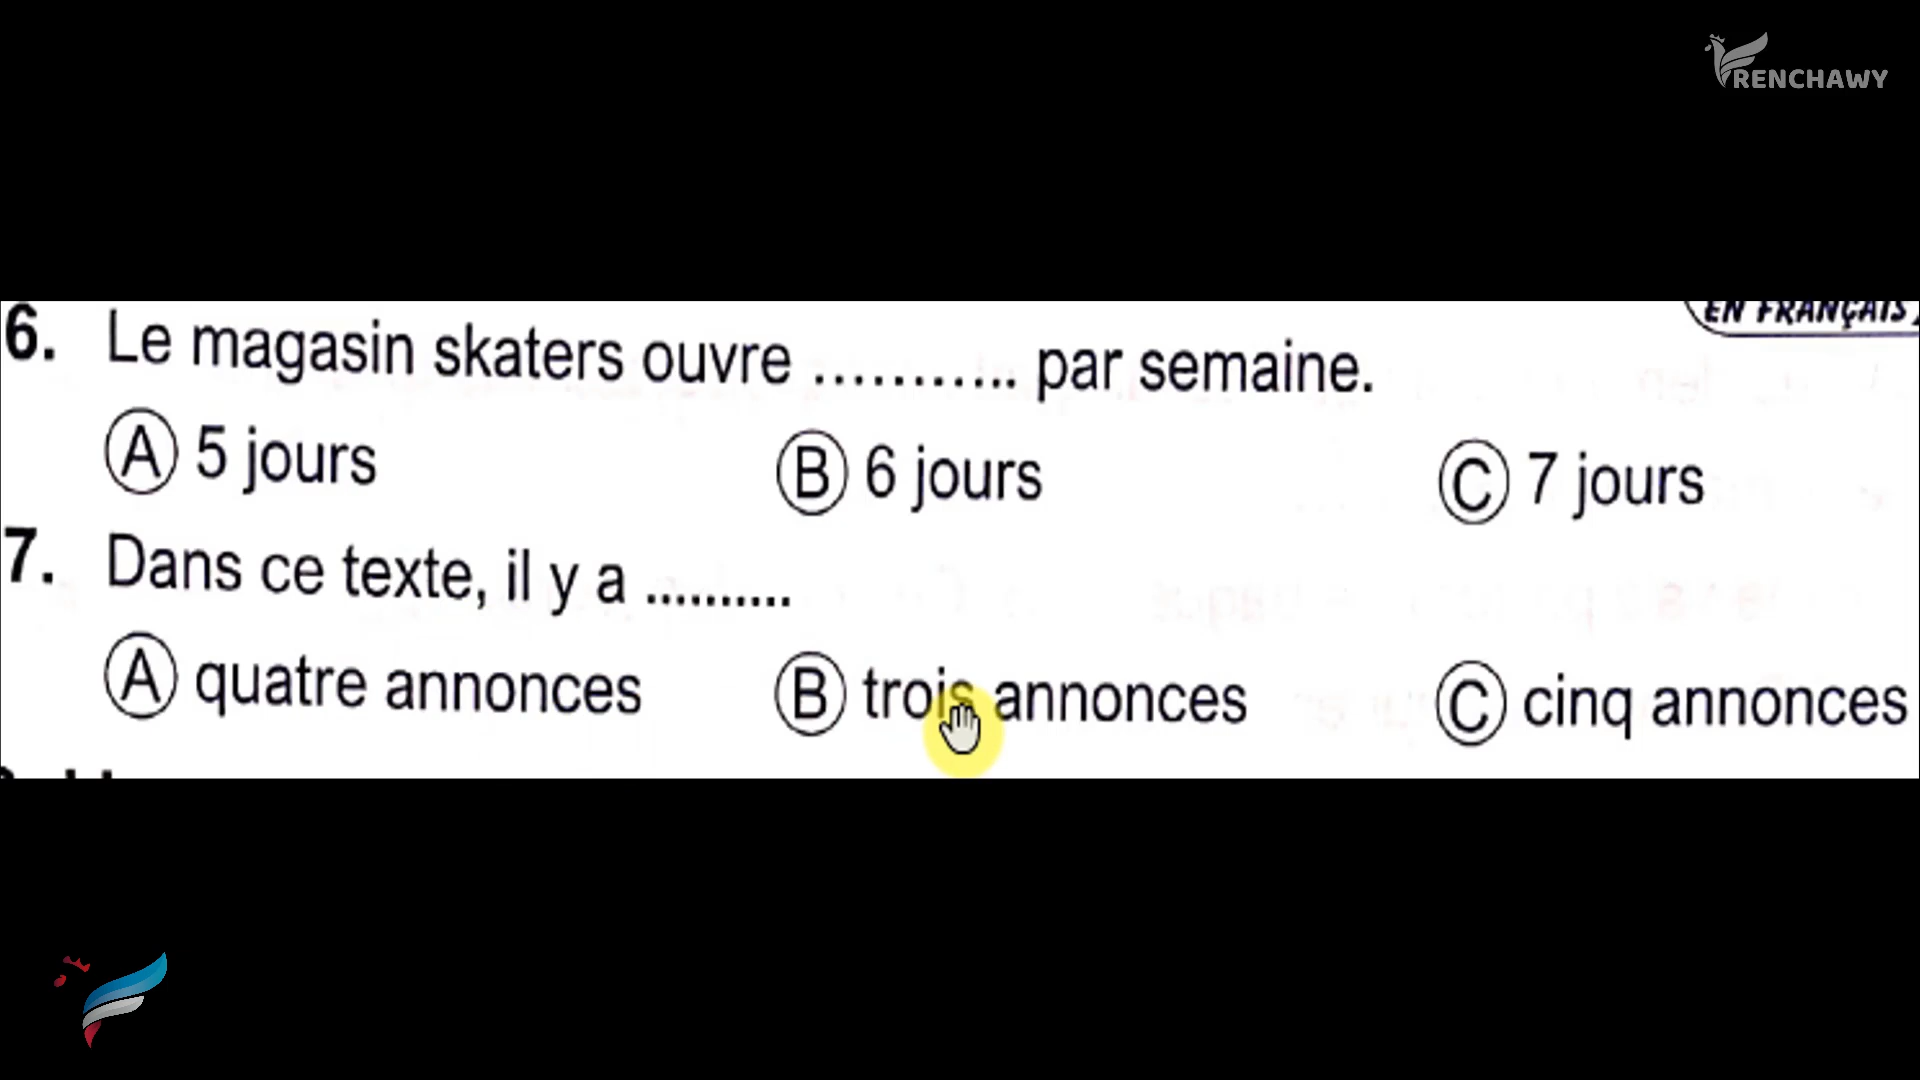 RENCHAWY
EN FRANÇAIS
6. Le magasin skaters ouvre ........... par semaine.
A 5 jours B 6 jours C 7 jours
7. Dans ce texte, il y a ..........
A quatre annonces B trois annonces C cinq annonces